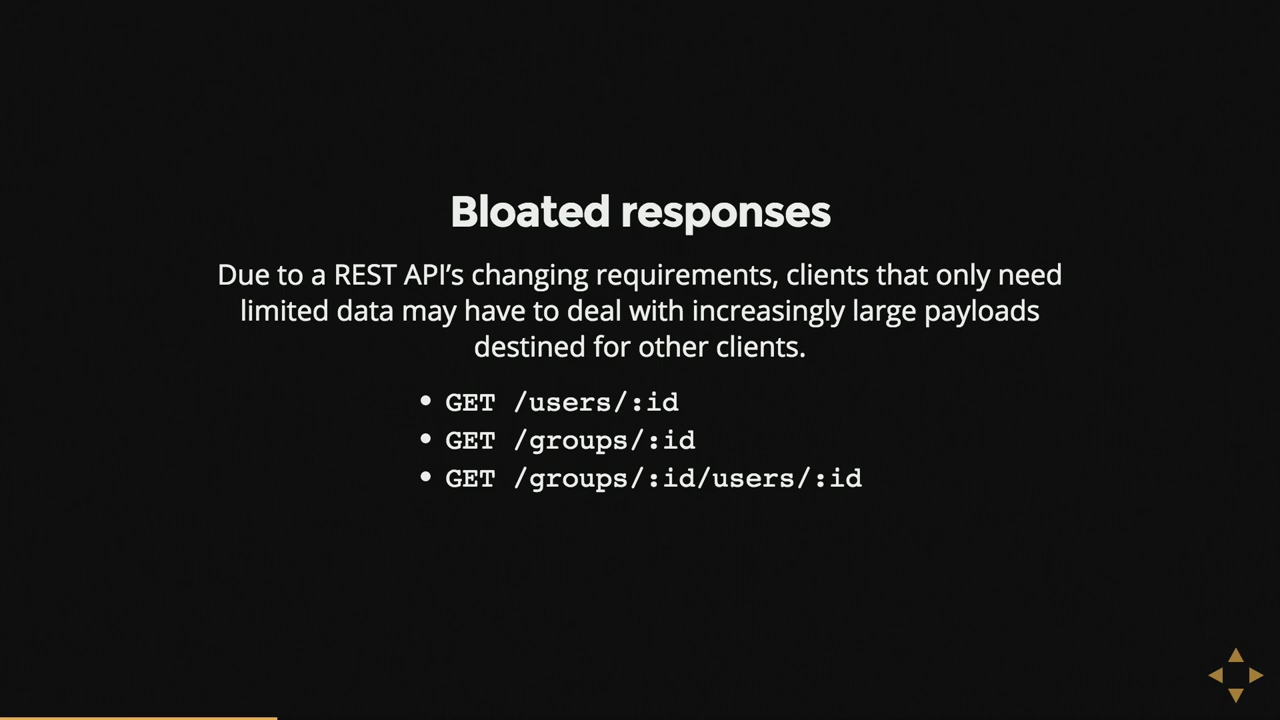 Bloated responses
Due to a REST API’s changing requirements, clients that only need
limited data may have to deal with increasingly large payloads
destined for other clients.
• GET /users/:id
• GET /groups/:id
• GET /groups/:id/users/:id